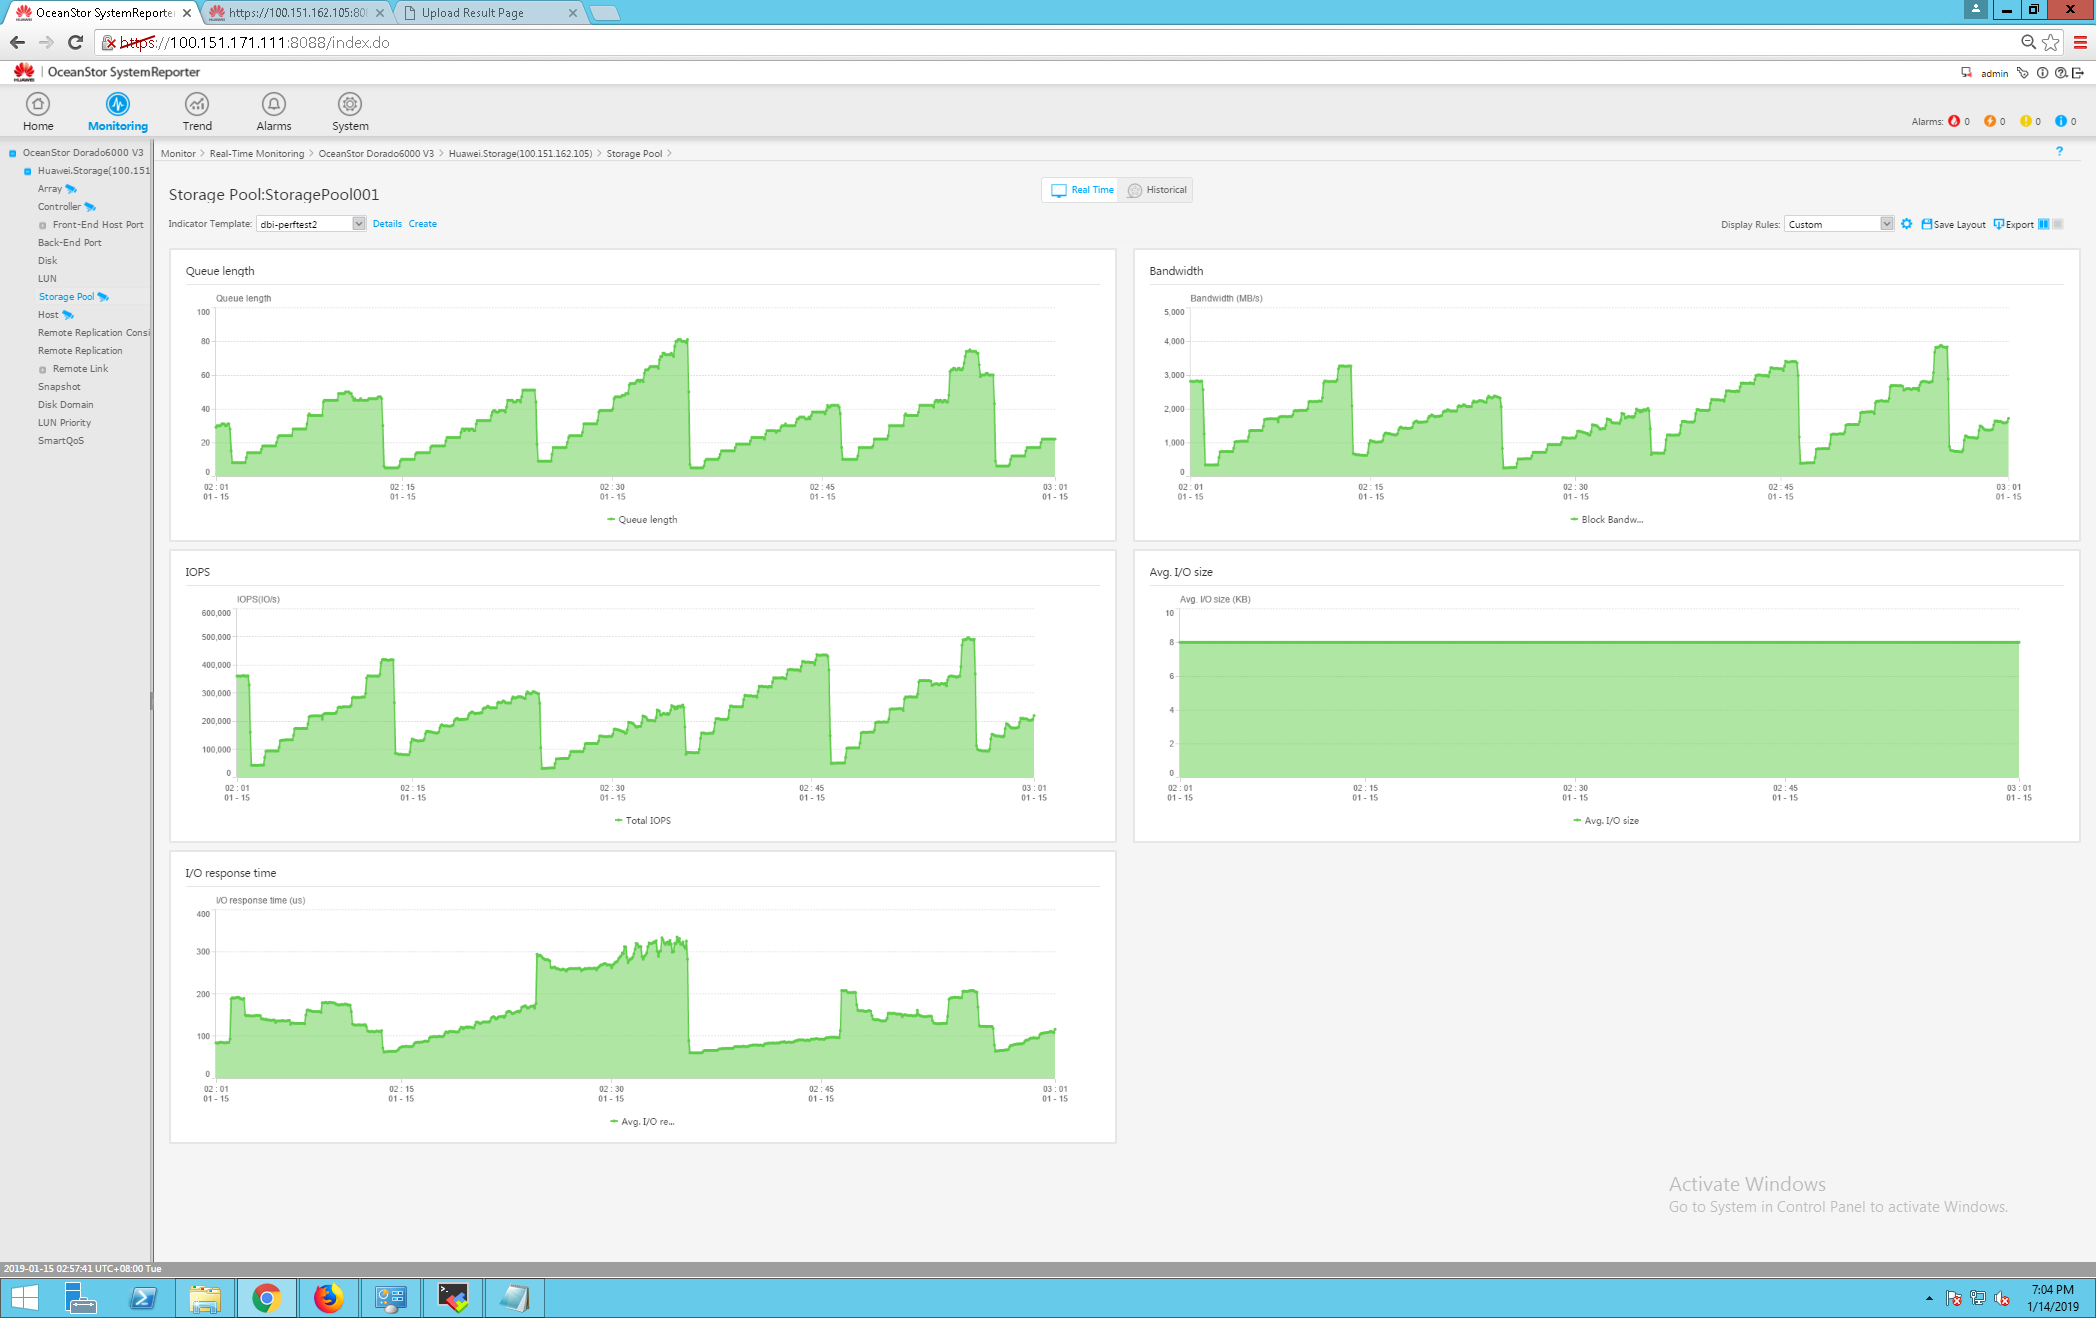 OceanStor SystemReporter
https://100.151.162.105:808
Upload Result Page
https://100.151.171.111:8088/index.do
HUAWEI
OceanStor SystemReporter
admin
Home
Monitoring
Trend
Alarms
System
Alarms: 0 0 0 0
OceanStor Dorado6000 V3
Huawei.Storage(100.151
Array
Controller
Front-End Host Port
Back-End Port
Disk
LUN
Storage Pool
Host
Remote Replication Consi
Remote Replication
Remote Link
Snapshot
Disk Domain
LUN Priority
SmartQoS
Monitor > Real-Time Monitoring > OceanStor Dorado6000 V3 > Huawei.Storage(100.151.162.105) > Storage Pool >
?
Storage Pool:StoragePool001
Real Time
Historical
Indicator Template: dbi-perftest2 Details Create
Display Rules: Custom Save Layout Export
Queue length
Queue length
100
80
60
40
20
0
02 : 01 02 : 15 02 : 30 02 : 45 03 : 01
01 - 15 01 - 15 01 - 15 01 - 15 01 - 15
Queue length
Bandwidth
Bandwidth (MB/s)
5,000
4,000
3,000
2,000
1,000
0
02 : 01 02 : 15 02 : 30 02 : 45 03 : 01
01 - 15 01 - 15 01 - 15 01 - 15 01 - 15
Block Bandw...
IOPS
IOPS(IO/s)
600,000
500,000
400,000
300,000
200,000
100,000
0
02 : 01 02 : 15 02 : 30 02 : 45 03 : 01
01 - 15 01 - 15 01 - 15 01 - 15 01 - 15
Total IOPS
Avg. I/O size
Avg. I/O size (KB)
10
8
6
4
2
0
02 : 01 02 : 15 02 : 30 02 : 45 03 : 01
01 - 15 01 - 15 01 - 15 01 - 15 01 - 15
Avg. I/O size
I/O response time
I/O response time (us)
400
300
200
100
0
02 : 01 02 : 15 02 : 30 02 : 45 03 : 01
01 - 15 01 - 15 01 - 15 01 - 15 01 - 15
Avg. I/O re...
Activate Windows
Go to System in Control Panel to activate Windows.
2019-01-15 02:57:41 UTC+08:00 Tue
7:04 PM
1/14/2019